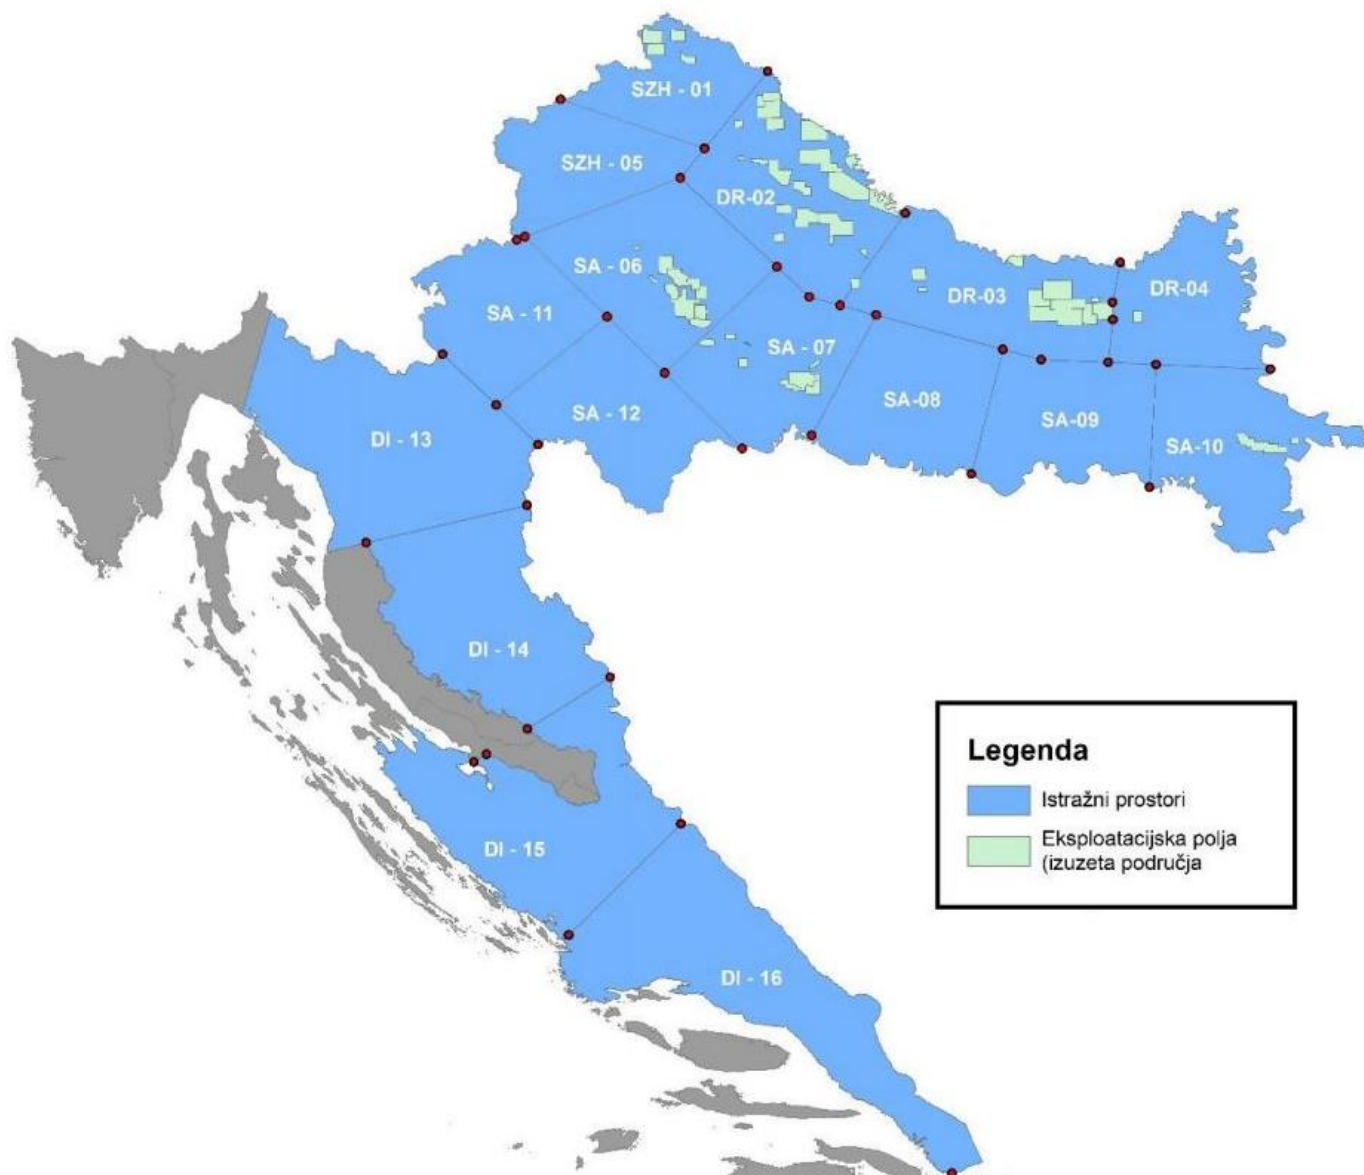 SZH - 01
SZH - 05
DR-02
SA - 06
DR-03
DR-04
SA - 11
SA - 07
SA-08
SA - 12
SA-09
DI - 13
SA-10
DI - 14
Legenda
Istražni prostori
Eksploatacijska polja
(izuzeta područja
DI - 15
DI - 16